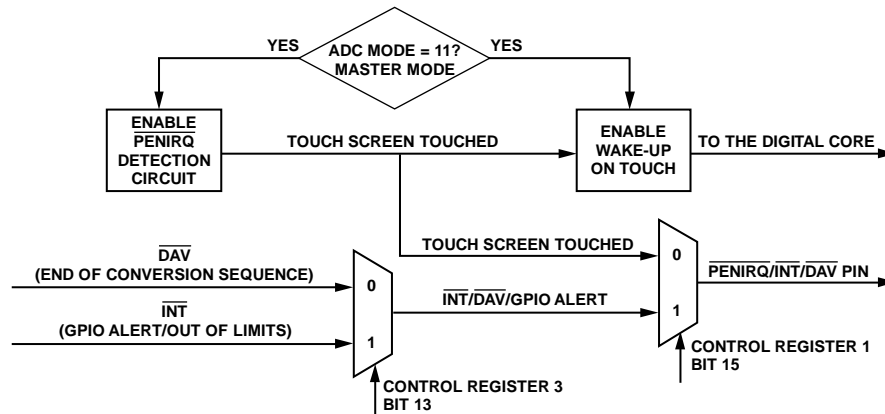 YES
ADC MODE = 11?
MASTER MODE
YES
ENABLE
PENIRQ
DETECTION
CIRCUIT
TOUCH SCREEN TOUCHED
ENABLE
WAKE-UP
ON TOUCH
TO THE DIGITAL CORE
DAV
(END OF CONVERSION SEQUENCE)
INT
(GPIO ALERT/OUT OF LIMITS)
0
1
CONTROL REGISTER 3
BIT 13
TOUCH SCREEN TOUCHED
INT/DAV/GPIO ALERT
0
1
PENIRQ/INT/DAV PIN
CONTROL REGISTER 1
BIT 15